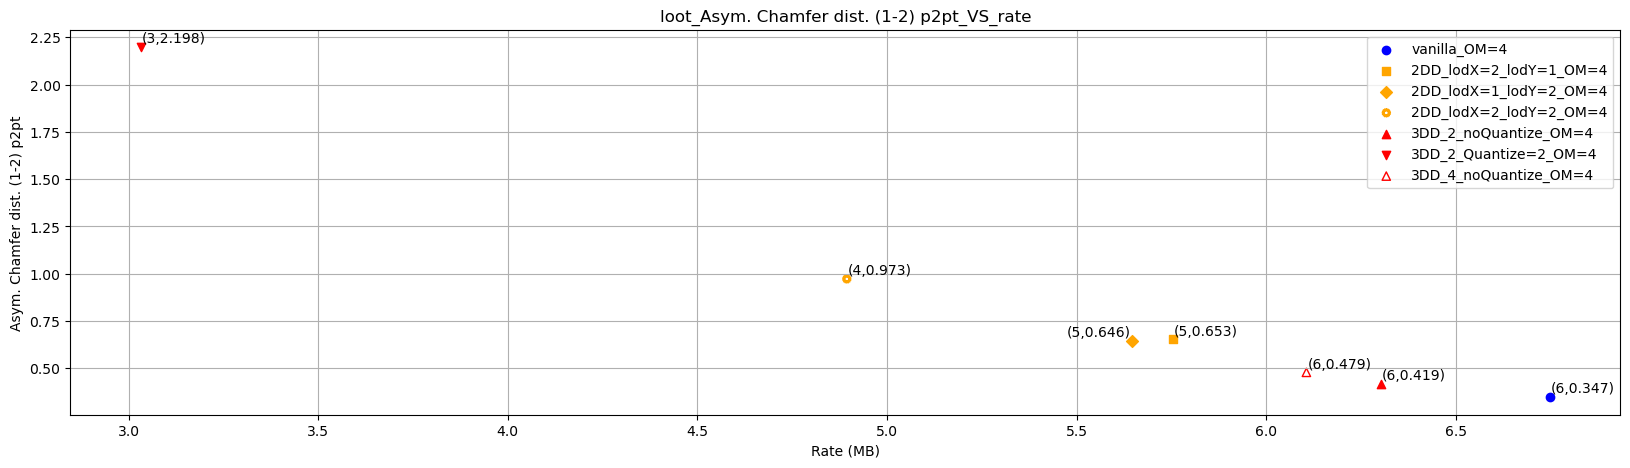 loot_Asym. Chamfer dist. (1-2) p2pt_VS_rate
Asym. Chamfer dist. (1-2) p2pt
2.25
2.00
1.75
1.50
1.25
1.00
0.75
0.50
(3,2.198)
(4,0.973)
(5,0.646)
(5,0.653)
(6,0.479)
(6,0.419)
(6,0.347)
vanilla_OM=4
2DD_lodX=2_lodY=1_OM=4
2DD_lodX=1_lodY=2_OM=4
2DD_lodX=2_lodY=2_OM=4
3DD_2_noQuantize_OM=4
3DD_2_Quantize=2_OM=4
3DD_4_noQuantize_OM=4
3.0 3.5 4.0 4.5 5.0 5.5 6.0 6.5
Rate (MB)